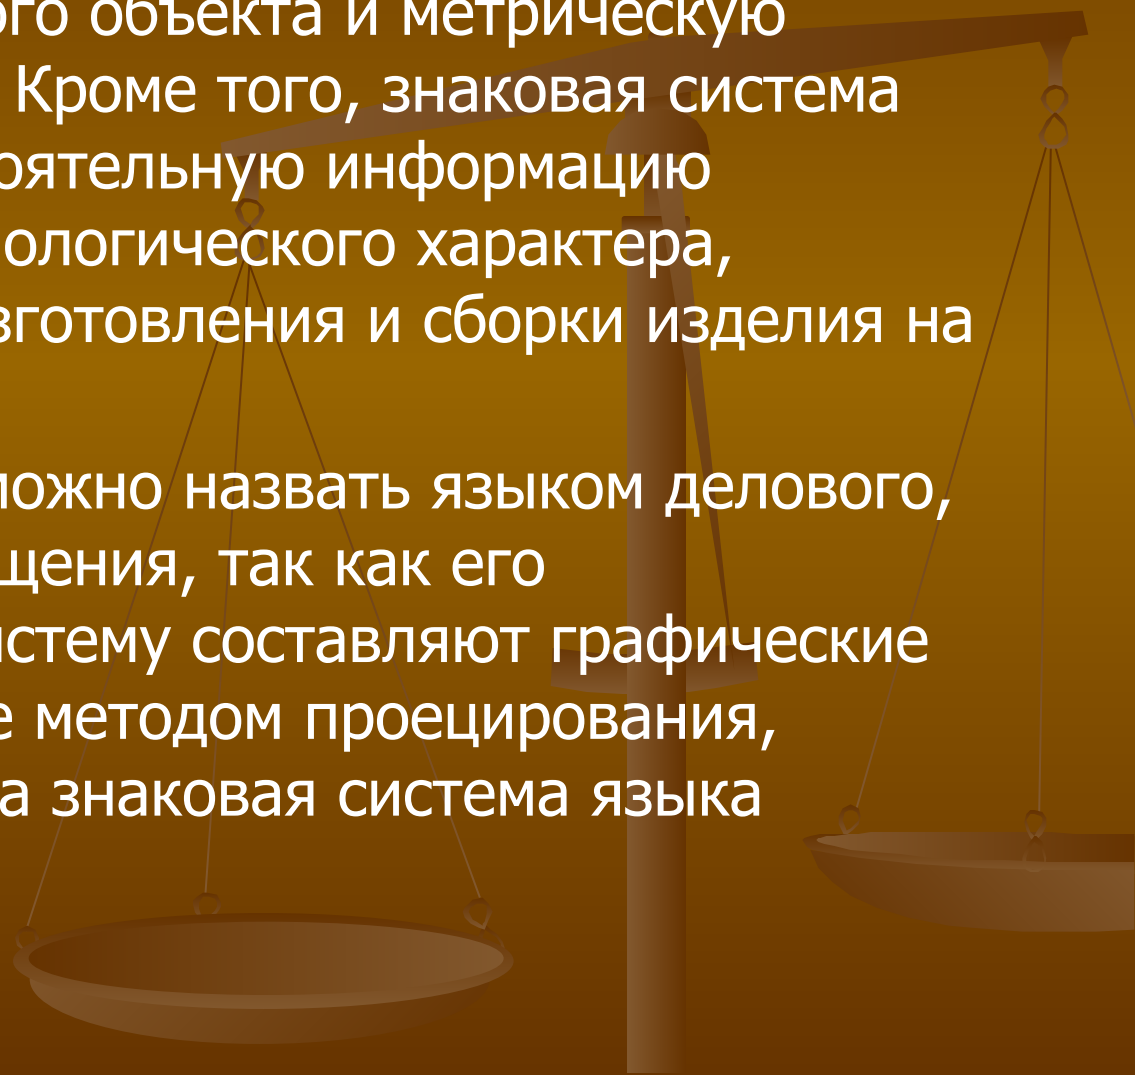 ого объекта и метрическую
Кроме того, знаковая система
оятельную информацию
ологического характера,
зготовления и сборки изделия на
можно назвать языком делового,
щения, так как его
истему составляют графические
е методом проецирования,
а знаковая система языка